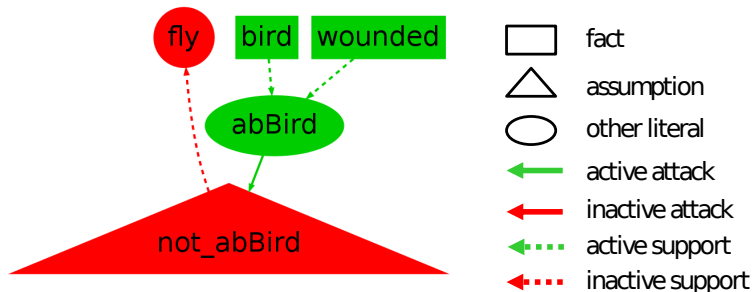 fly
bird
wounded
abBird
not_abBird
fact
assumption
other literal
active attack
inactive attack
active support
inactive support